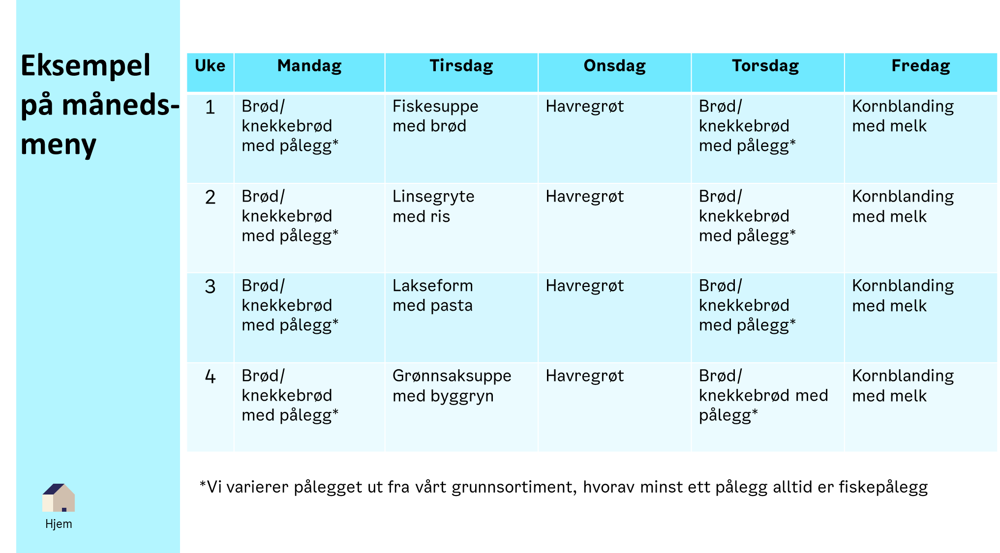 Eksempel
på måneds-
meny
Uke Mandag Tirsdag Onsdag Torsdag Fredag
1
Brød/
knekkebrød
med pålegg*
Fiskesuppe
med brød
Havregrøt
Brød/
knekkebrød
med pålegg*
Kornblanding
med melk
2
Brød/
knekkebrød
med pålegg*
Linsegryte
med ris
Havregrøt
Brød/
knekkebrød
med pålegg*
Kornblanding
med melk
3
Brød/
knekkebrød
med pålegg*
Lakseform
med pasta
Havregrøt
Brød/
knekkebrød
med pålegg*
Kornblanding
med melk
4
Brød/
knekkebrød
med pålegg*
Grønnsaksuppe
med byggryn
Havregrøt
Brød/
knekkebrød med
pålegg*
Kornblanding
med melk
*Vi varierer pålegget ut fra vårt grunnsortiment, hvorav minst ett pålegg alltid er fiskepålegg
Hjem